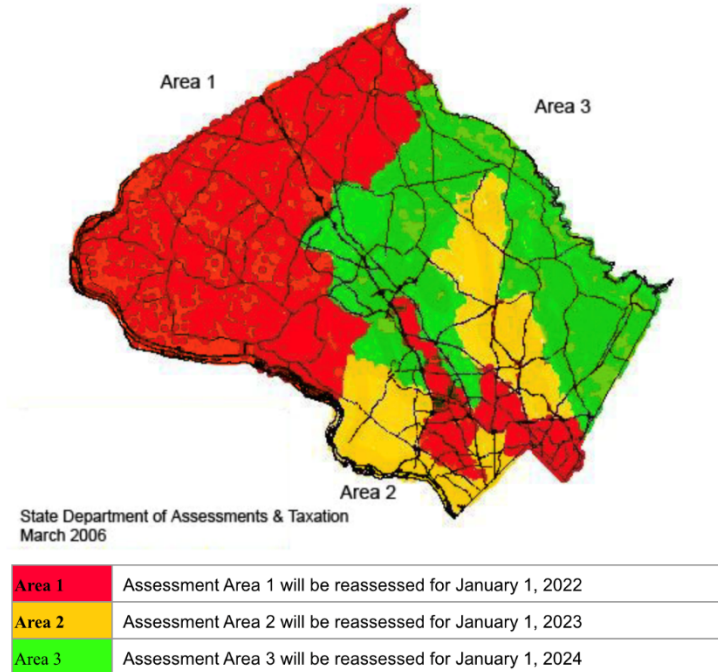 Area 1
Area 3
Area 2
State Department of Assessments & Taxation
March 2006
Area 1 Assessment Area 1 will be reassessed for January 1, 2022
Area 2 Assessment Area 2 will be reassessed for January 1, 2023
Area 3 Assessment Area 3 will be reassessed for January 1, 2024